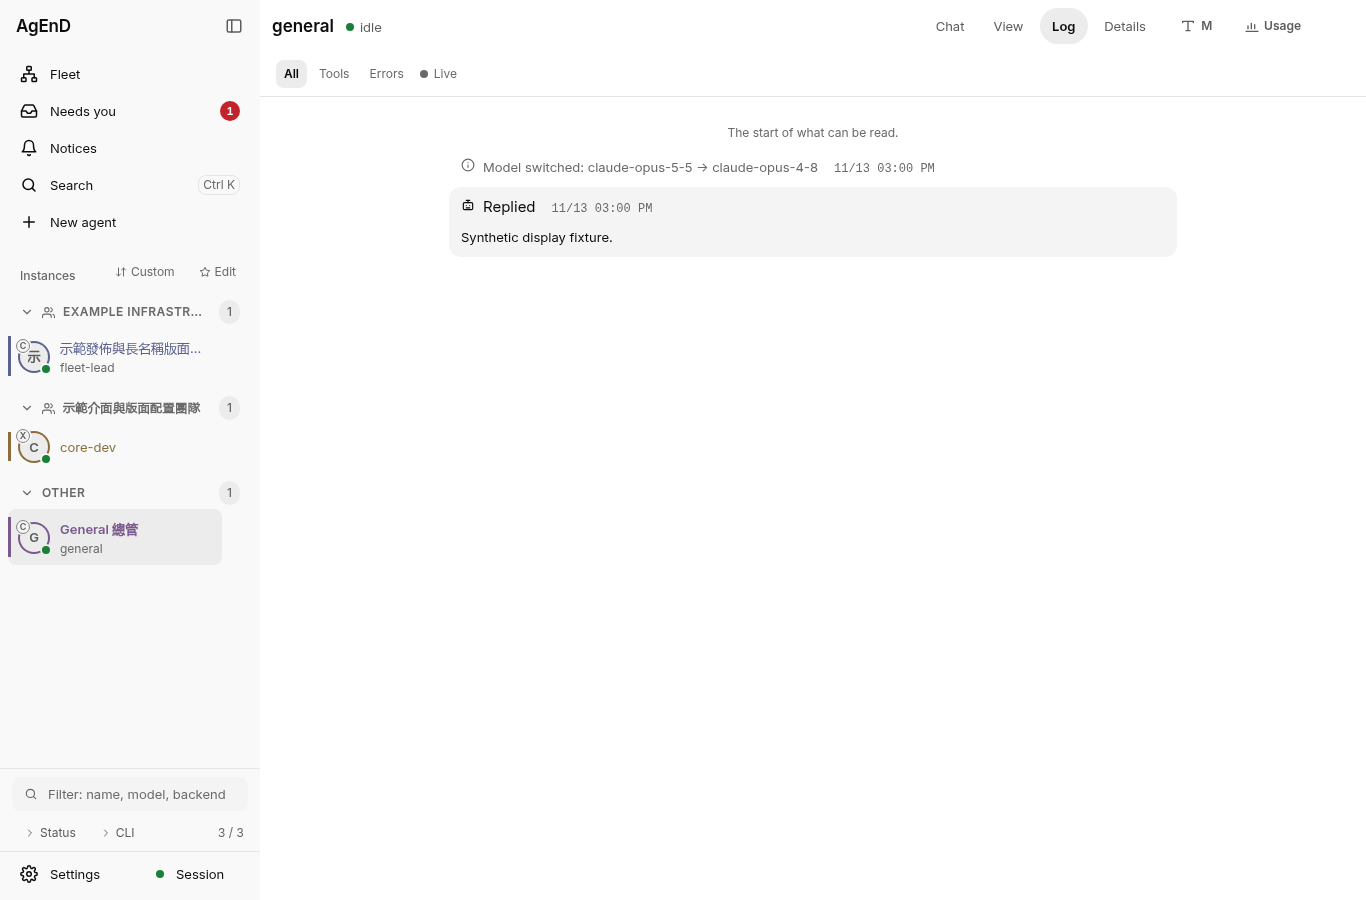 AgEnD
Fleet
Needs you 1
Notices
Search Ctrl K
New agent
Instances Custom Edit
EXAMPLE INFRASTR... 1
C 示 示範發佈與長名稱版面...
fleet-lead
示範介面與版面配置團隊 1
X C core-dev
OTHER 1
C G General 總管
general
Filter: name, model, backend
Status CLI 3 / 3
Settings Session
general idle Chat View Log Details T M Usage
All Tools Errors Live
The start of what can be read.
Model switched: claude-opus-5-5 → claude-opus-4-8 11/13 03:00 PM
Replied 11/13 03:00 PM
Synthetic display fixture.